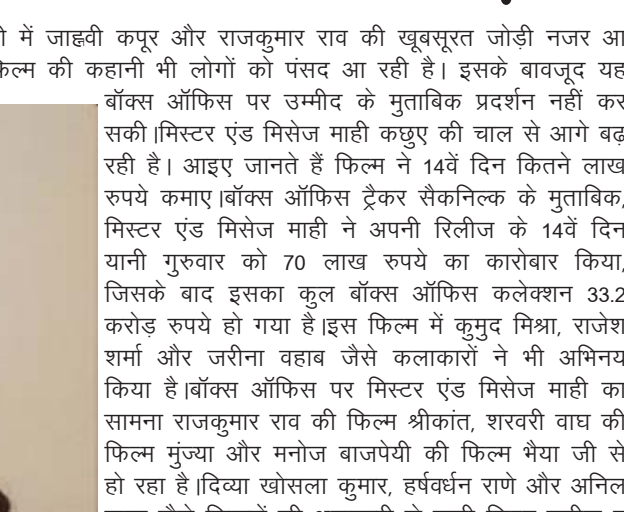 में जाह्नवी कपूर और राजकुमार राव की खूबसूरत जोड़ी नजर आ
की कहानी भी लोगों को पंसद आ रही है। इसके बावजूद यह
बॉक्स ऑफिस पर उम्मीद के मुताबिक प्रदर्शन नहीं कर
सकी।मिस्टर एंड मिसेज माही कछुए की चाल से आगे बढ़
रही है। आइए जानते हैं फिल्म ने 14वें दिन कितने लाख
रुपये कमाए।बॉक्स ऑफिस ट्रैकर सैकनिल्क के मुताबिक,
मिस्टर एंड मिसेज माही ने अपनी रिलीज के 14वें दिन
यानी गुरुवार को 70 लाख रुपये का कारोबार किया,
जिसके बाद इसका कुल बॉक्स ऑफिस कलेक्शन 33.2
करोड़ रुपये हो गया है।इस फिल्म में कुमुद मिश्रा, राजेश
शर्मा और जरीना वहाब जैसे कलाकारों ने भी अभिनय
किया है।बॉक्स ऑफिस पर मिस्टर एंड मिसेज माही का
सामना राजकुमार राव की फिल्म श्रीकांत, शरवरी वाघ की
फिल्म मुंज्या और मनोज बाजपेयी की फिल्म भैया जी से
हो रहा है।दिव्या खोसला कुमार, हर्षवर्धन राणे और अनिल